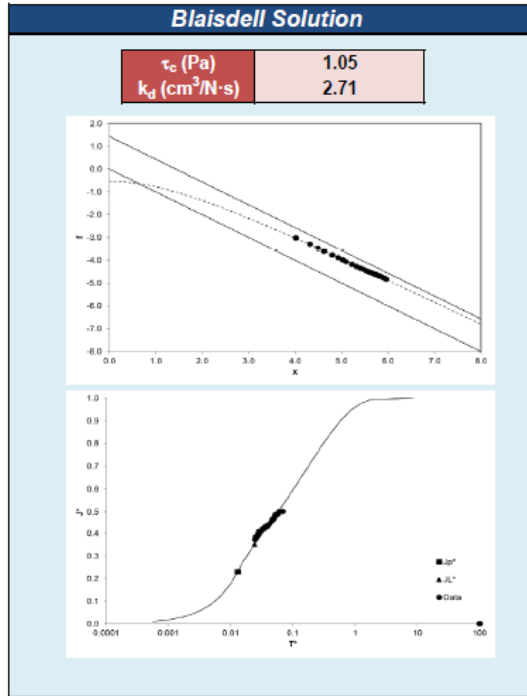 Blaisdell Solution
τc (Pa) 1.05
kd (cm³/N·s) 2.71
2.0
1.0
0.0
-1.0
-2.0
-3.0
-4.0
-5.0
-6.0
-7.0
-8.0
f
0.0 1.0 2.0 3.0 4.0 5.0 6.0 7.0 8.0
x
1.0
0.9
0.8
0.7
0.6
0.5
0.4
0.3
0.2
0.1
0.0
J*
Jp*
JL*
Data
0.0001 0.001 0.01 0.1 1 10 100
T*